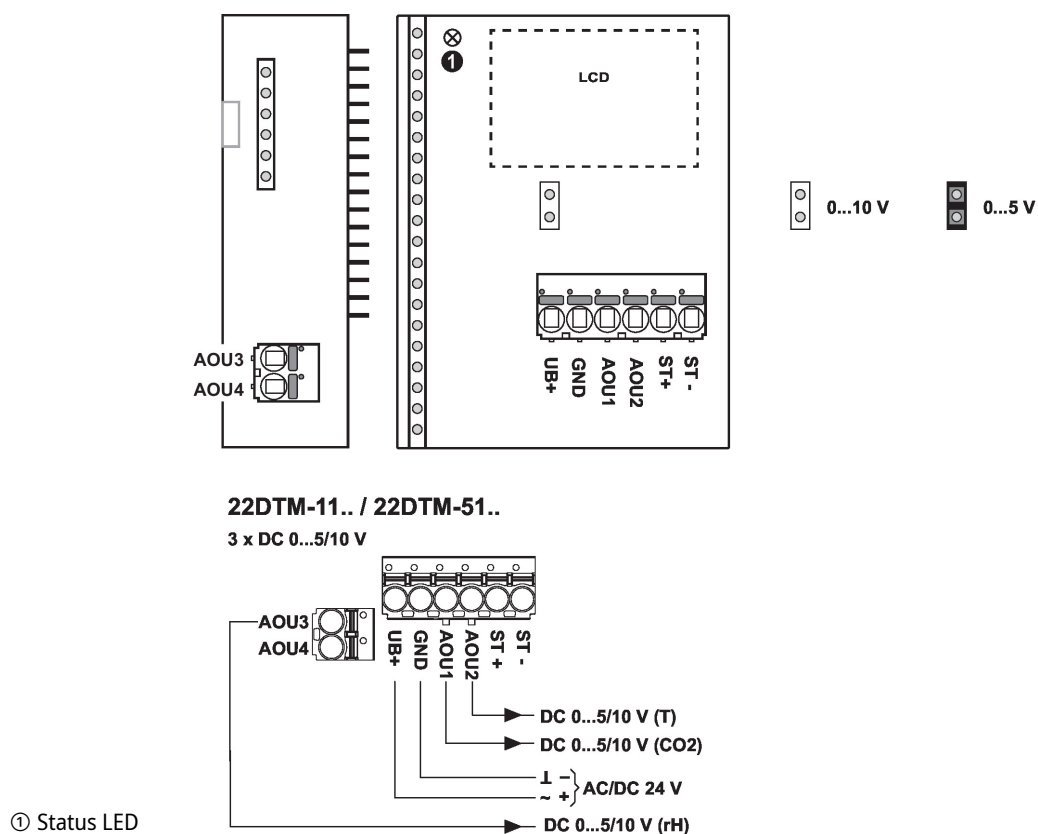 ❶
LCD
0...10 V
0...5 V
AOU3
AOU4
UB+
GND
AOU1
AOU2
ST+
ST -
22DTM-11.. / 22DTM-51..
3 x DC 0...5/10 V
AOU3
AOU4
UB+
GND
AOU1
AOU2
ST +
ST -
DC 0...5/10 V (T)
DC 0...5/10 V (CO2)
⊥ –
~ +
AC/DC 24 V
DC 0...5/10 V (rH)
① Status LED